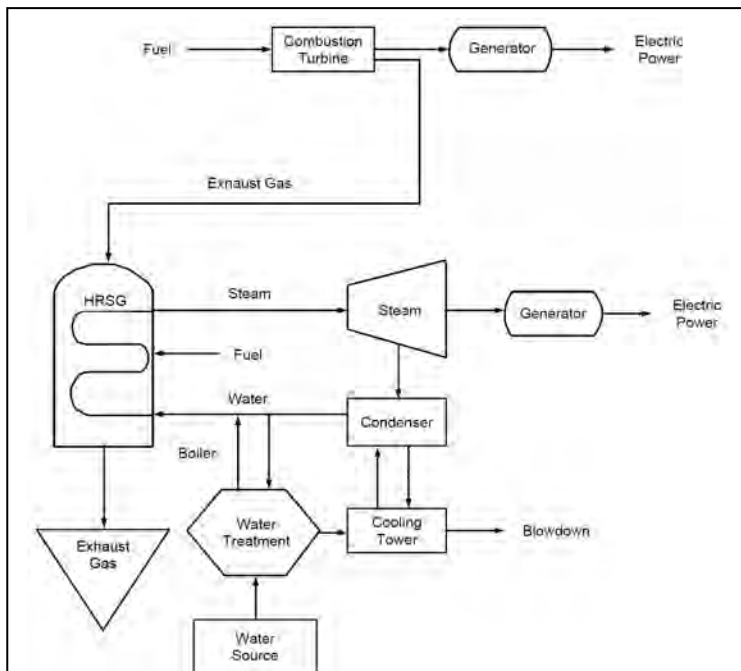 Fuel
Combustion
Turbine
Generator
Electric
Power
Exhaust Gas
HRSG
Steam
Steam
Generator
Electric
Power
Fuel
Water
Condenser
Boiler
Water
Treatment
Cooling
Tower
Blowdown
Exhaust
Gas
Water
Source